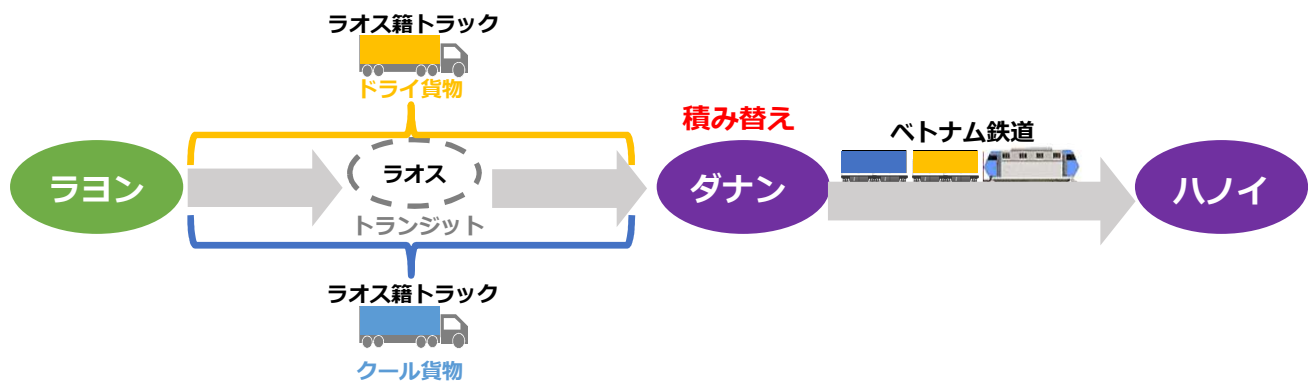 ラオス籍トラック
ドライ貨物
積み替え
ベトナム鉄道
ラヨン
ラオス
ダナン
ハノイ
トランジット
ラオス籍トラック
クール貨物